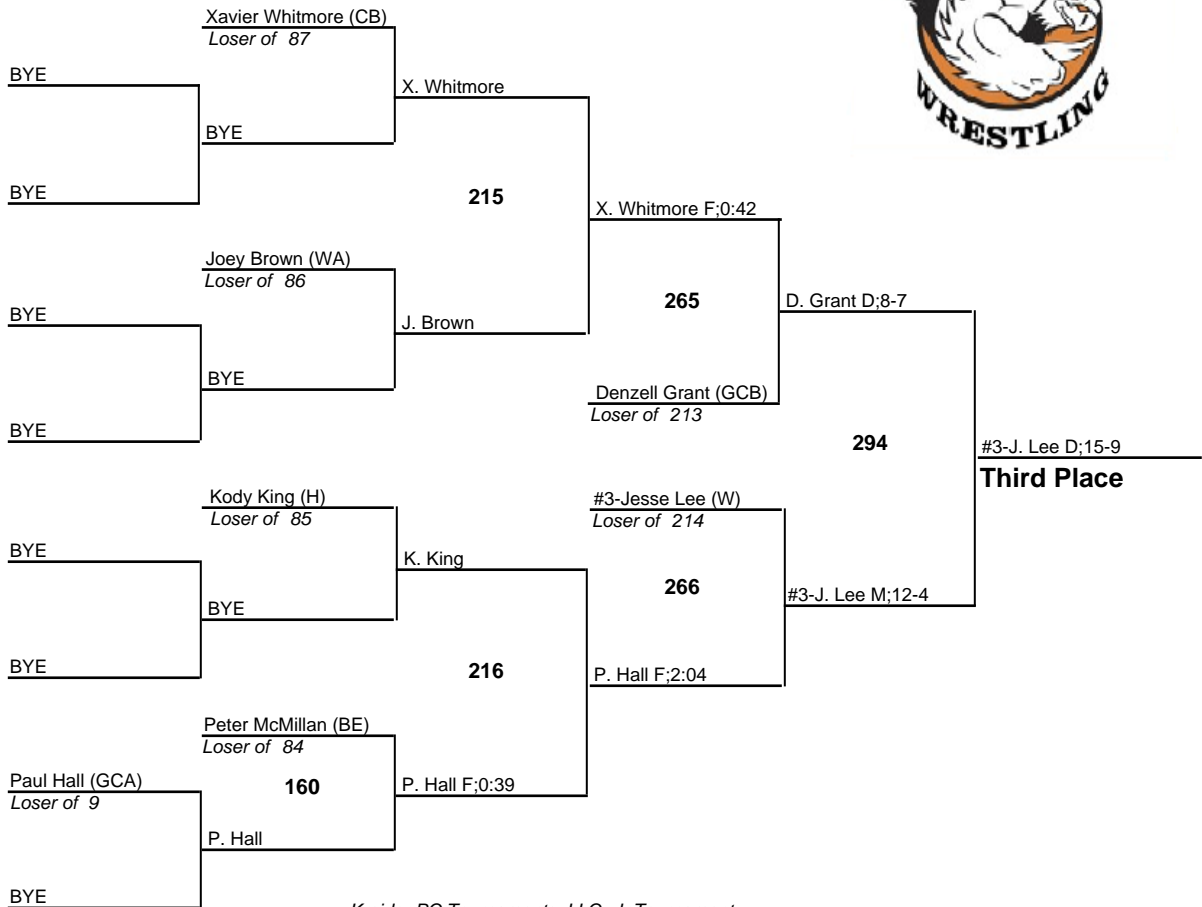 Xavier Whitmore (CB)
Loser of 87
BYE
X. Whitmore
BYE
BYE
215
X. Whitmore F;0:42
Joey Brown (WA)
Loser of 86
BYE
J. Brown
BYE
BYE
265
D. Grant D;8-7
Denzell Grant (GCB)
Loser of 213
294
#3-J. Lee D;15-9
Third Place
Kody King (H)
Loser of 85
BYE
K. King
BYE
BYE
#3-Jesse Lee (W)
Loser of 214
266
#3-J. Lee M;12-4
216
P. Hall F;2:04
Peter McMillan (BE)
Loser of 84
Paul Hall (GCA)
Loser of 9
160
P. Hall F;0:39
P. Hall
BYE
WRESTLING